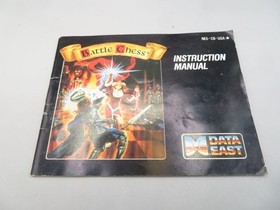 NES-CB-USA
Battle Chess
INSTRUCTION
MANUAL
DATA
EAST